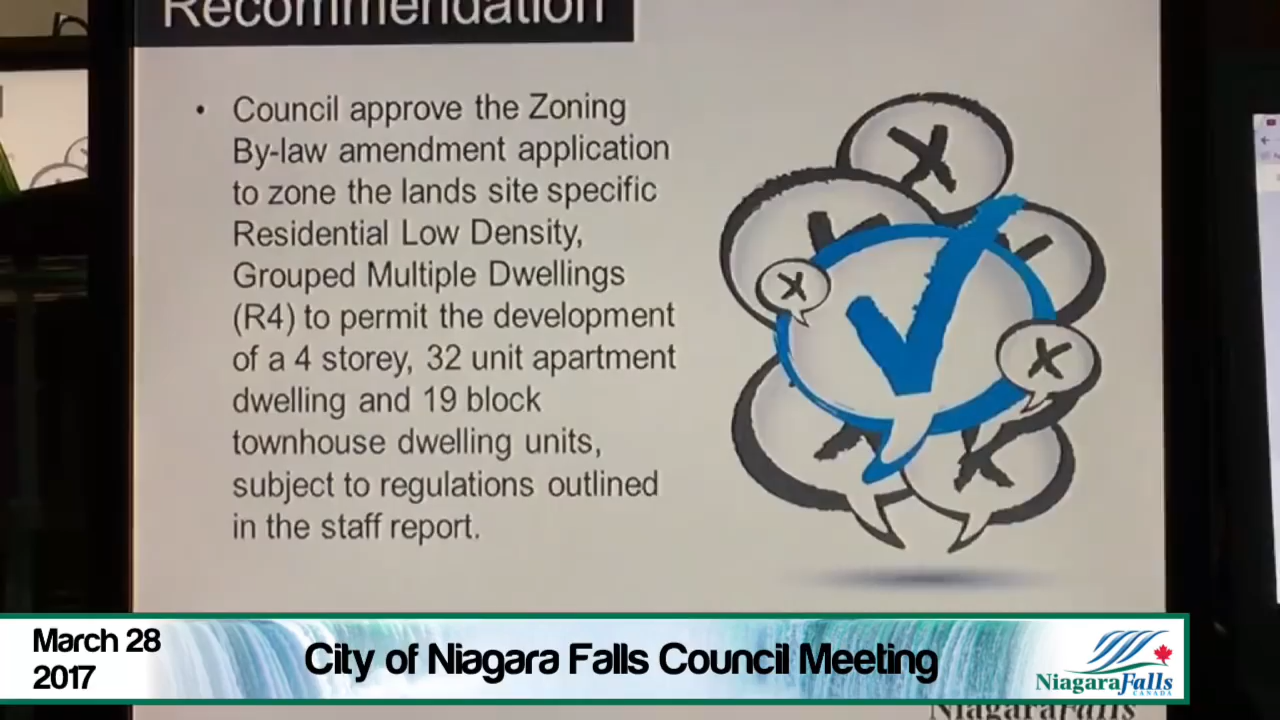 Recommendation
• Council approve the Zoning
By-law amendment application
to zone the lands site specific
Residential Low Density,
Grouped Multiple Dwellings
(R4) to permit the development
of a 4 storey, 32 unit apartment
dwelling and 19 block
townhouse dwelling units,
subject to regulations outlined
in the staff report.
March 28
2017
City of Niagara Falls Council Meeting
NiagaraFalls
CANADA
NiagaraFalls